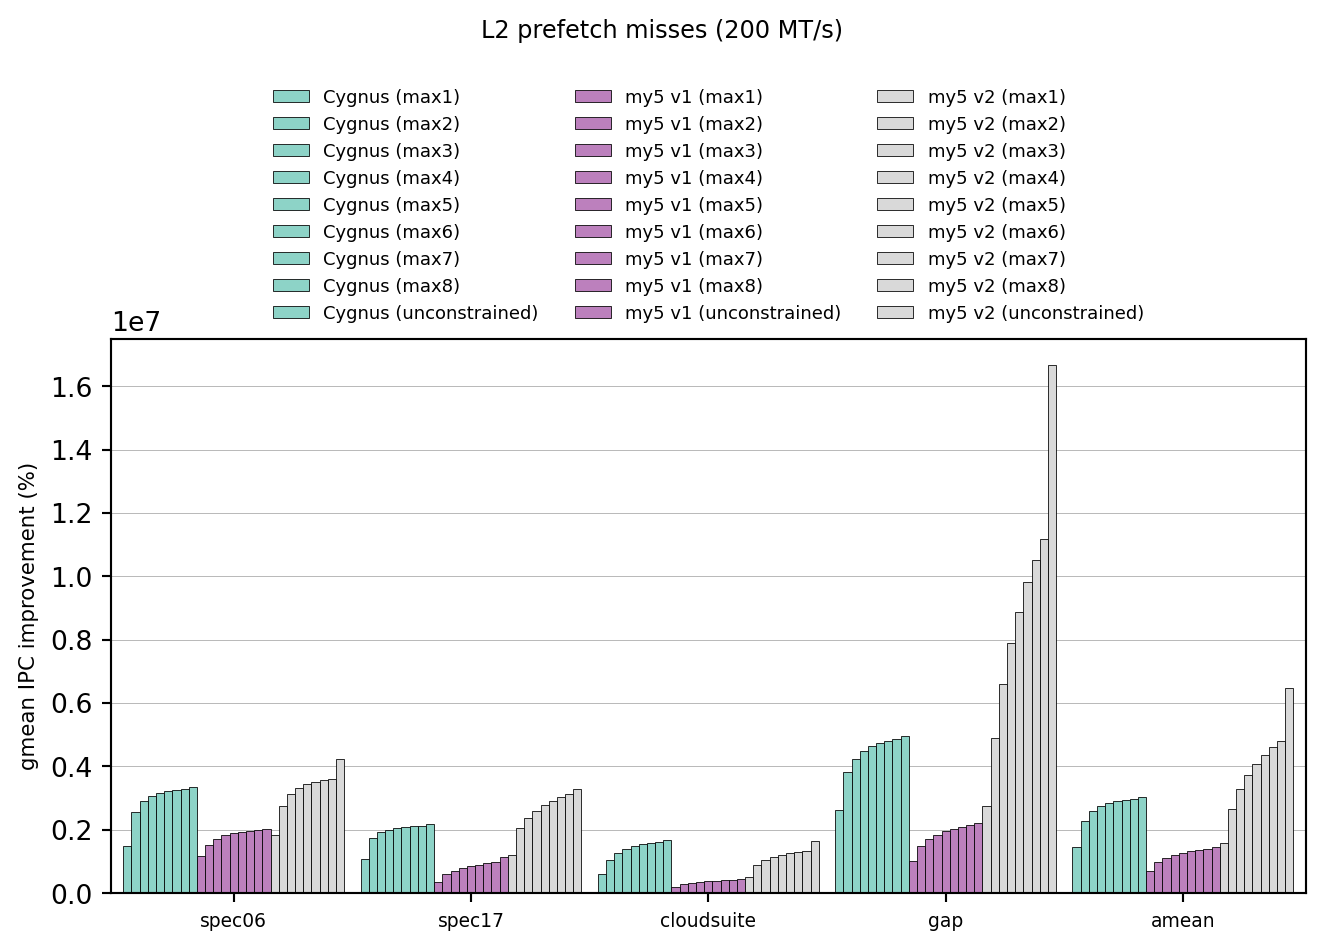 L2 prefetch misses (200 MT/s)
Cygnus (max1)
Cygnus (max2)
Cygnus (max3)
Cygnus (max4)
Cygnus (max5)
Cygnus (max6)
Cygnus (max7)
Cygnus (max8)
Cygnus (unconstrained)
my5 v1 (max1)
my5 v1 (max2)
my5 v1 (max3)
my5 v1 (max4)
my5 v1 (max5)
my5 v1 (max6)
my5 v1 (max7)
my5 v1 (max8)
my5 v1 (unconstrained)
my5 v2 (max1)
my5 v2 (max2)
my5 v2 (max3)
my5 v2 (max4)
my5 v2 (max5)
my5 v2 (max6)
my5 v2 (max7)
my5 v2 (max8)
my5 v2 (unconstrained)
1e7
gmean IPC improvement (%)
1.6
1.4
1.2
1.0
0.8
0.6
0.4
0.2
0.0
spec06
spec17
cloudsuite
gap
amean